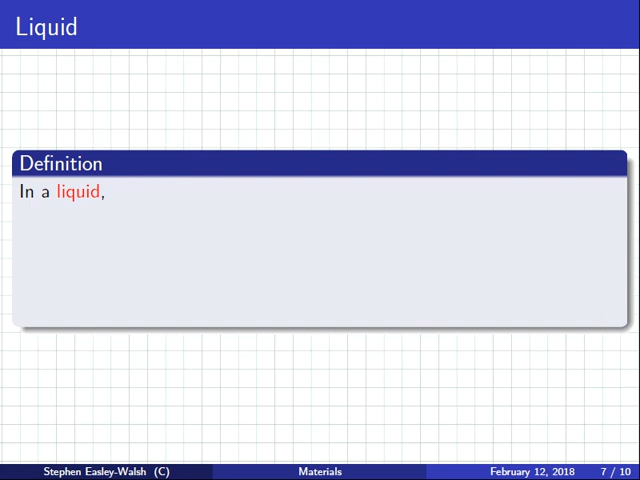 Liquid
Definition
In a liquid,
Stephen Easley-Walsh (C) Materials February 12, 2018 7 / 10